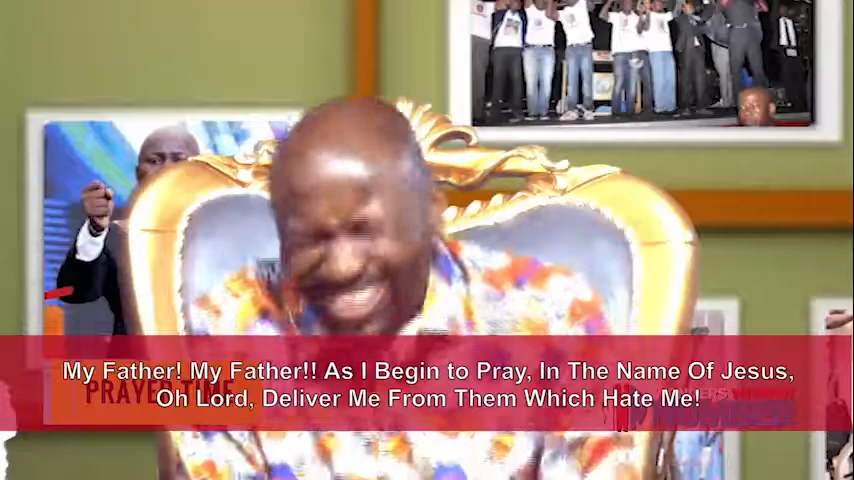 My Father! My Father!! As I Begin to Pray, In The Name Of Jesus,
Oh Lord, Deliver Me From Them Which Hate Me!
PRAYER TIME